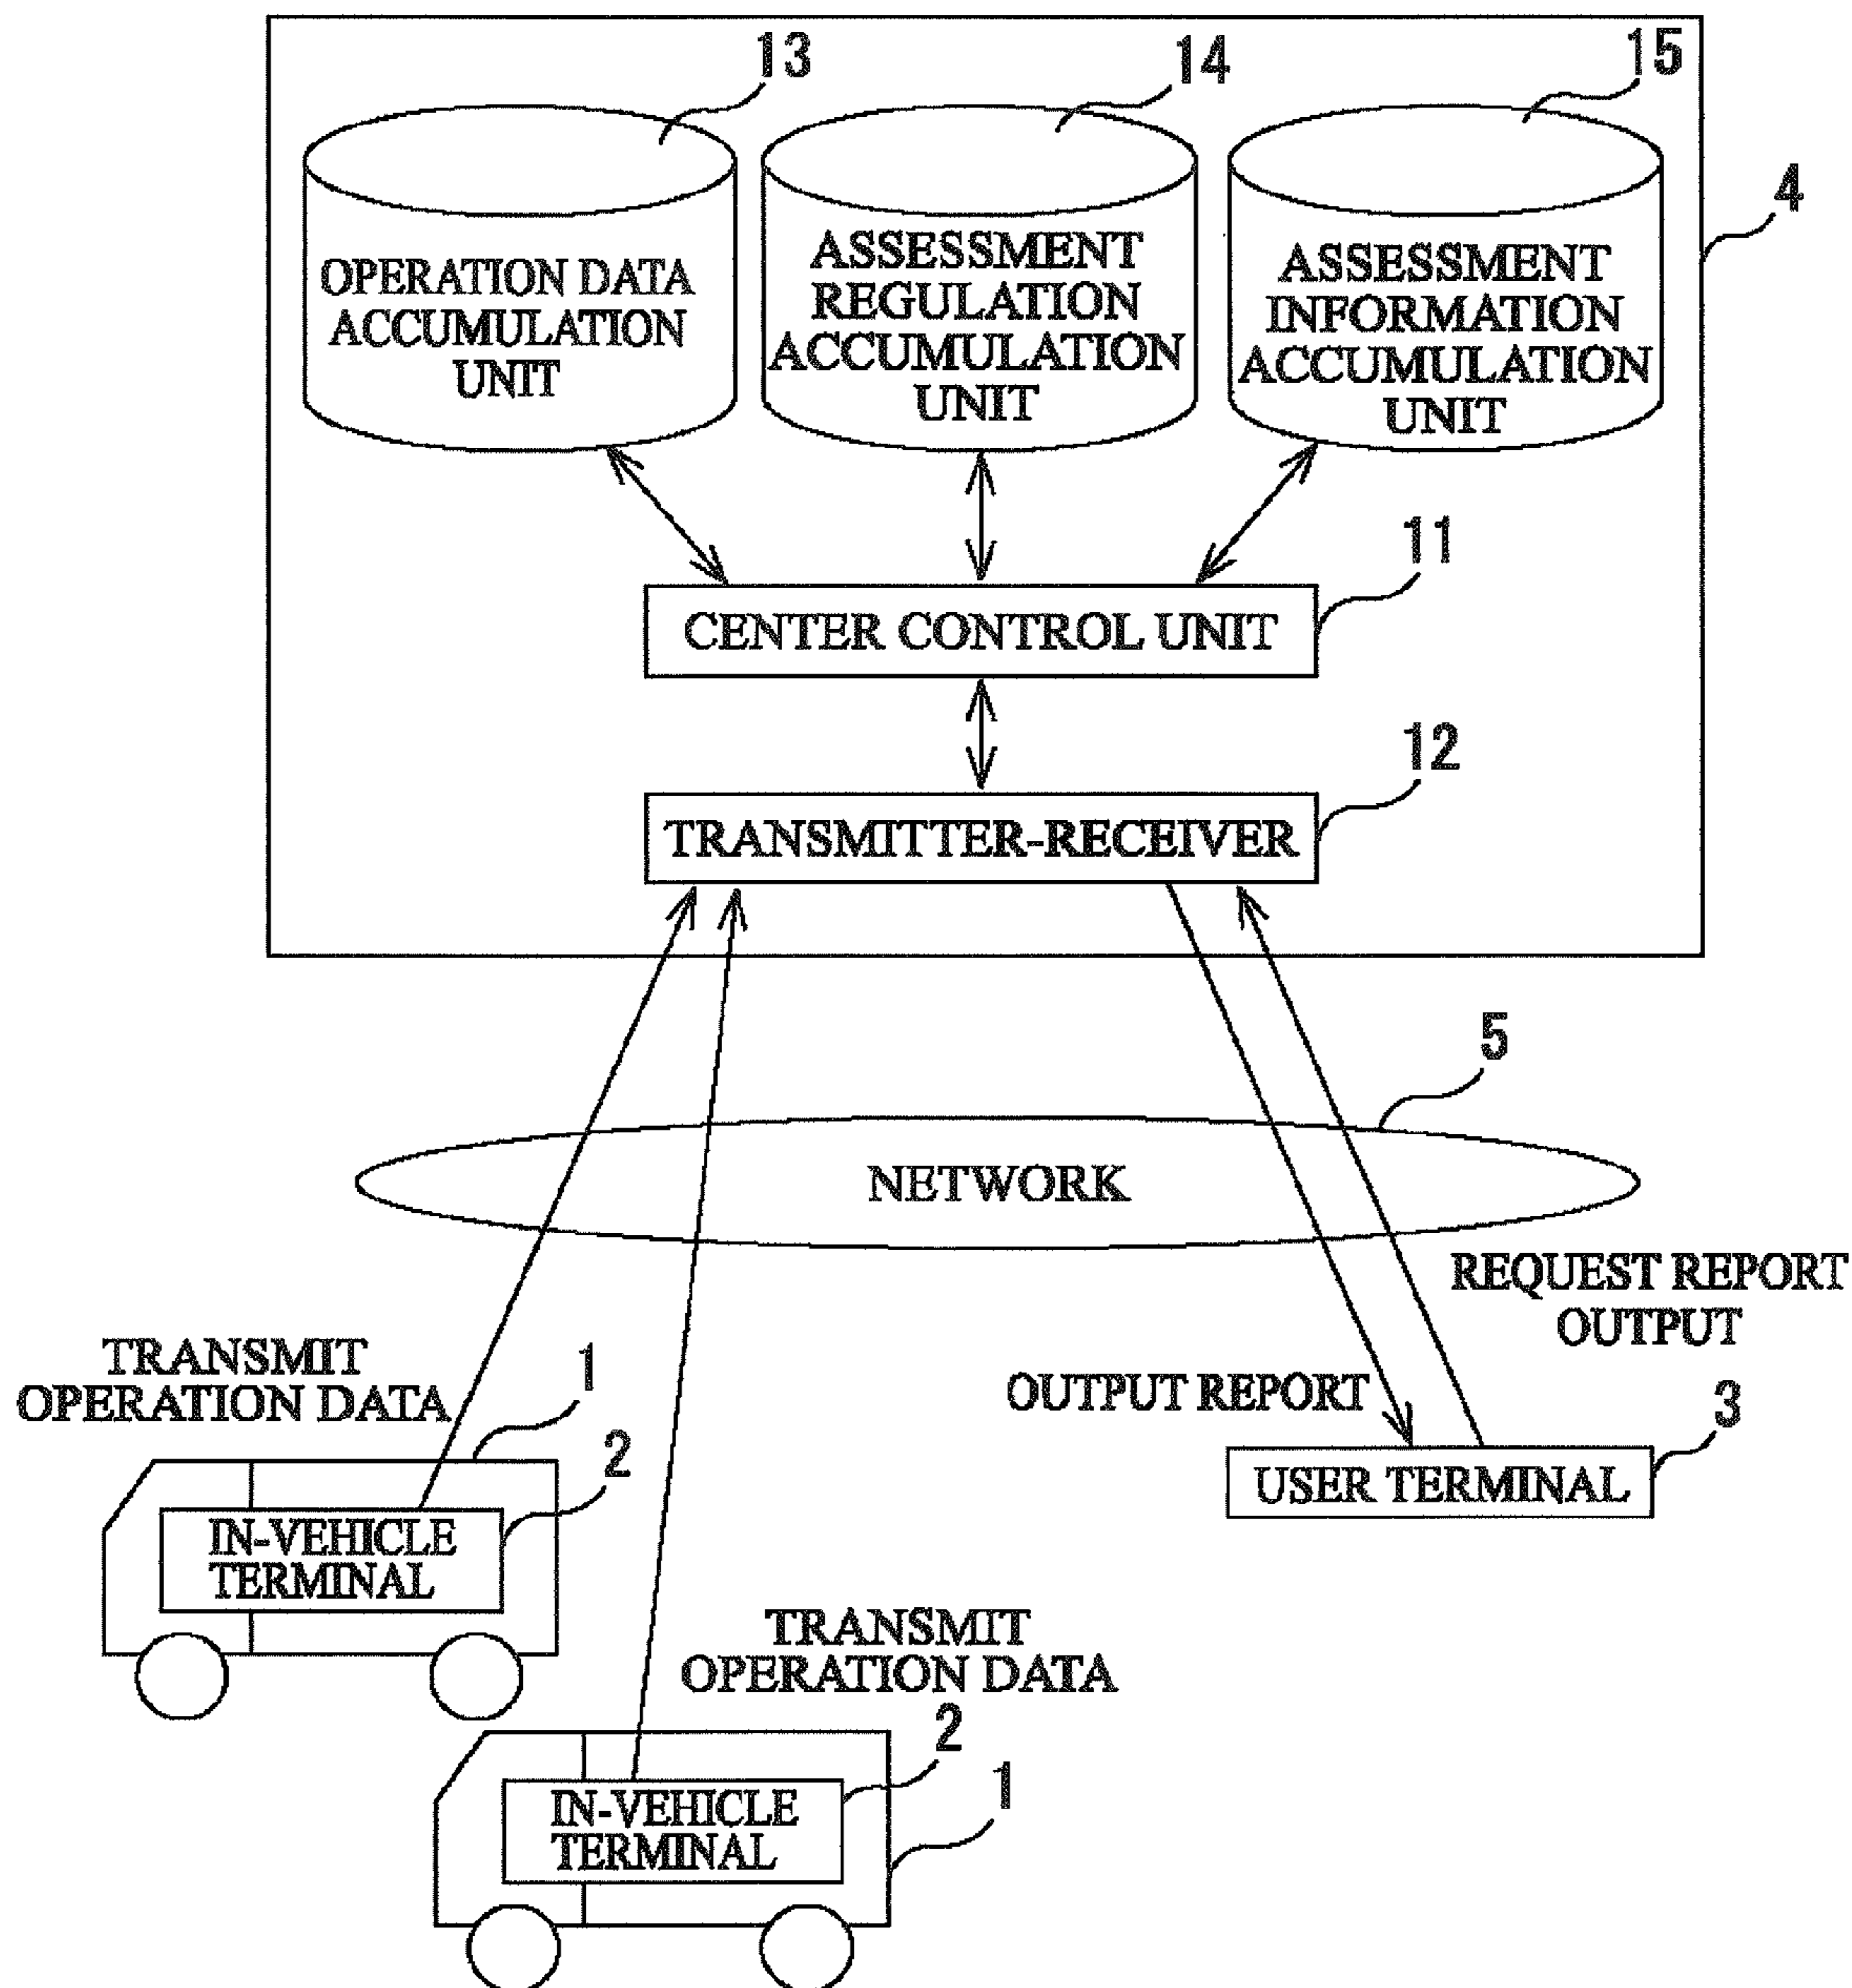 13
14
15
4
OPERATION DATA
ACCUMULATION
UNIT
ASSESSMENT
REGULATION
ACCUMULATION
UNIT
ASSESSMENT
INFORMATION
ACCUMULATION
UNIT
11
CENTER CONTROL UNIT
12
TRANSMITTER-RECEIVER
5
NETWORK
REQUEST REPORT
OUTPUT
OUTPUT REPORT
3
USER TERMINAL
TRANSMIT
OPERATION DATA
1
2
IN-VEHICLE
TERMINAL
TRANSMIT
OPERATION DATA
2
1
IN-VEHICLE
TERMINAL